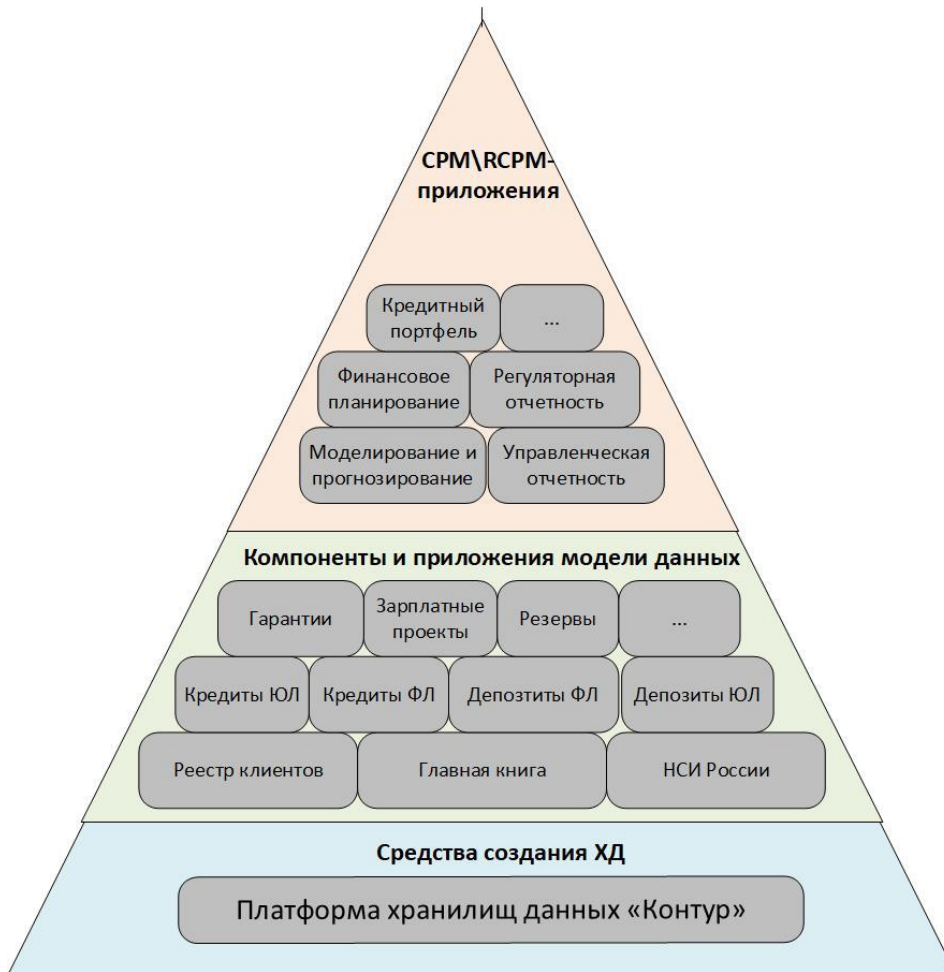 CPM\RCPM-
приложения
Кредитный
портфель
...
Финансовое
планирование
Регуляторная
отчетность
Моделирование и
прогнозирование
Управленческая
отчетность
Компоненты и приложения модели данных
Гарантии
Зарплатные
проекты
Резервы
...
Кредиты ЮЛ
Кредиты ФЛ
Депозтиты ФЛ
Депозиты ЮЛ
Реестр клиентов
Главная книга
НСИ России
Средства создания ХД
Платформа хранилищ данных «Контур»